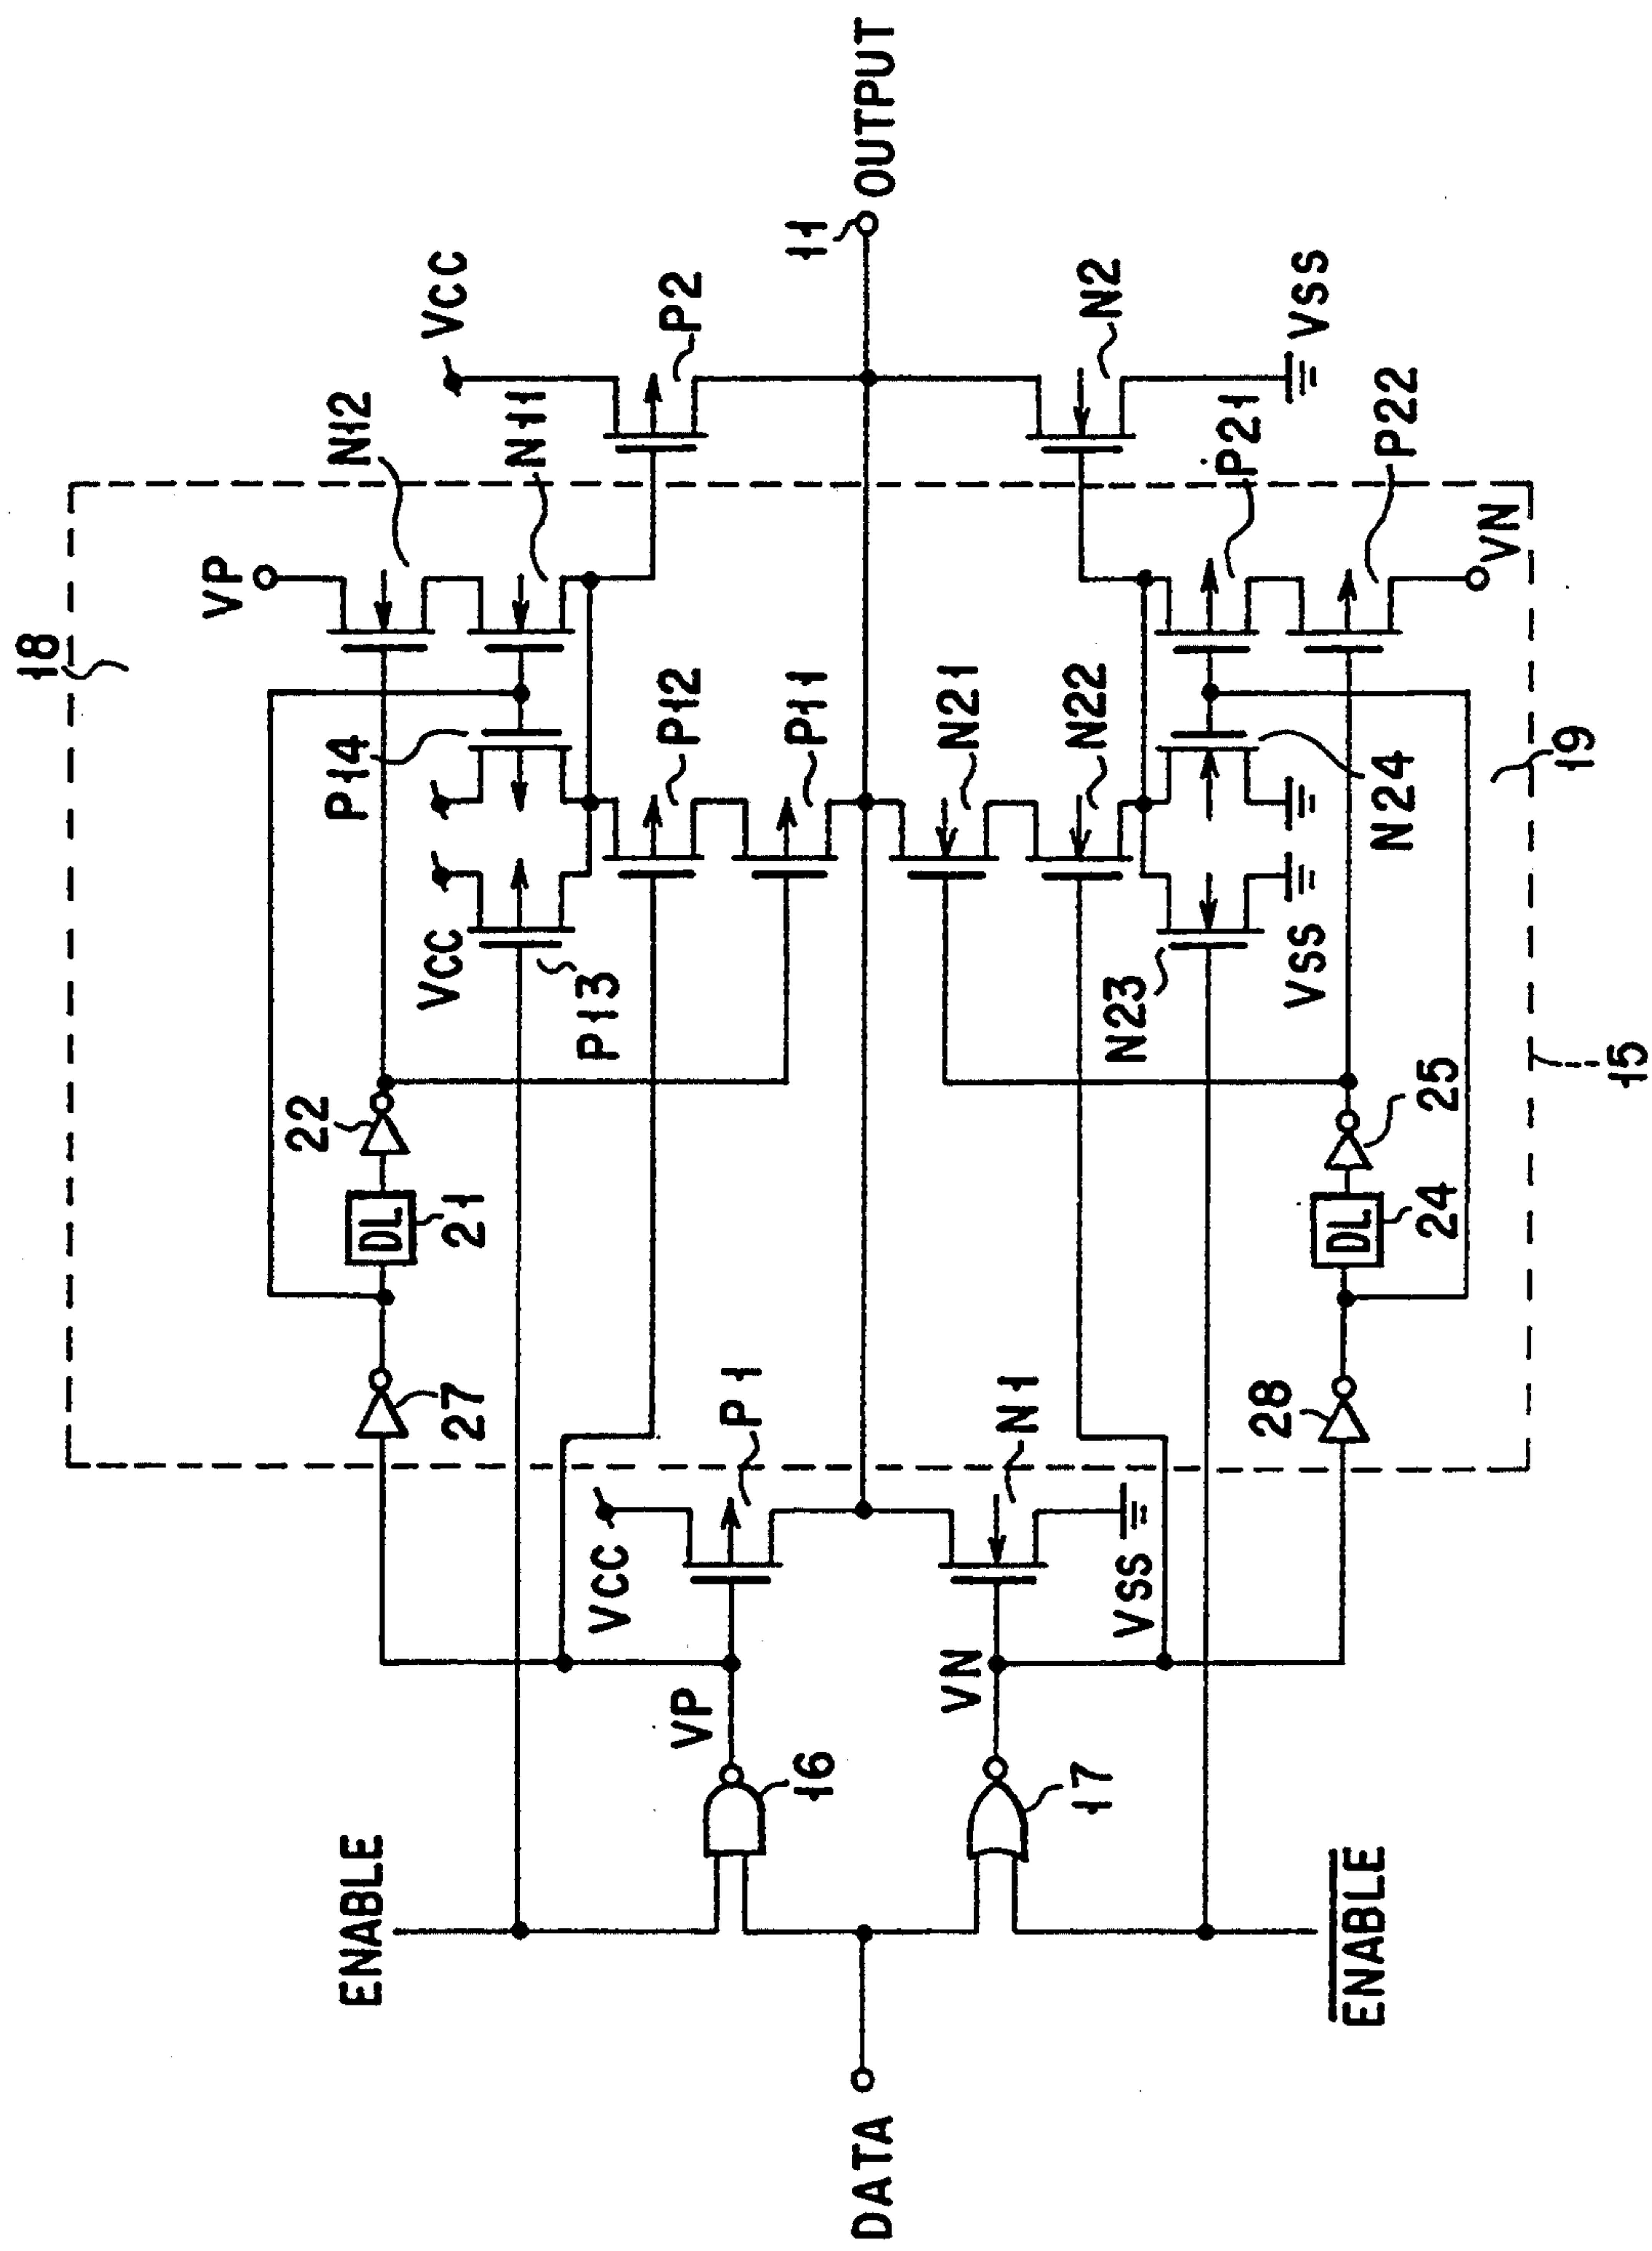 18
VP
N12
VCC
P14
N11
P2
22
21
27
VCC
P13
P12
P11
11
OUTPUT
ENABLE
VCC
P1
VP
16
DATA
VN
17
N1
VSS
N21
N22
N2
VSS
N23
VSS
N24
P21
P22
VN
28
24
25
19
15
ENABLE
DL
DL